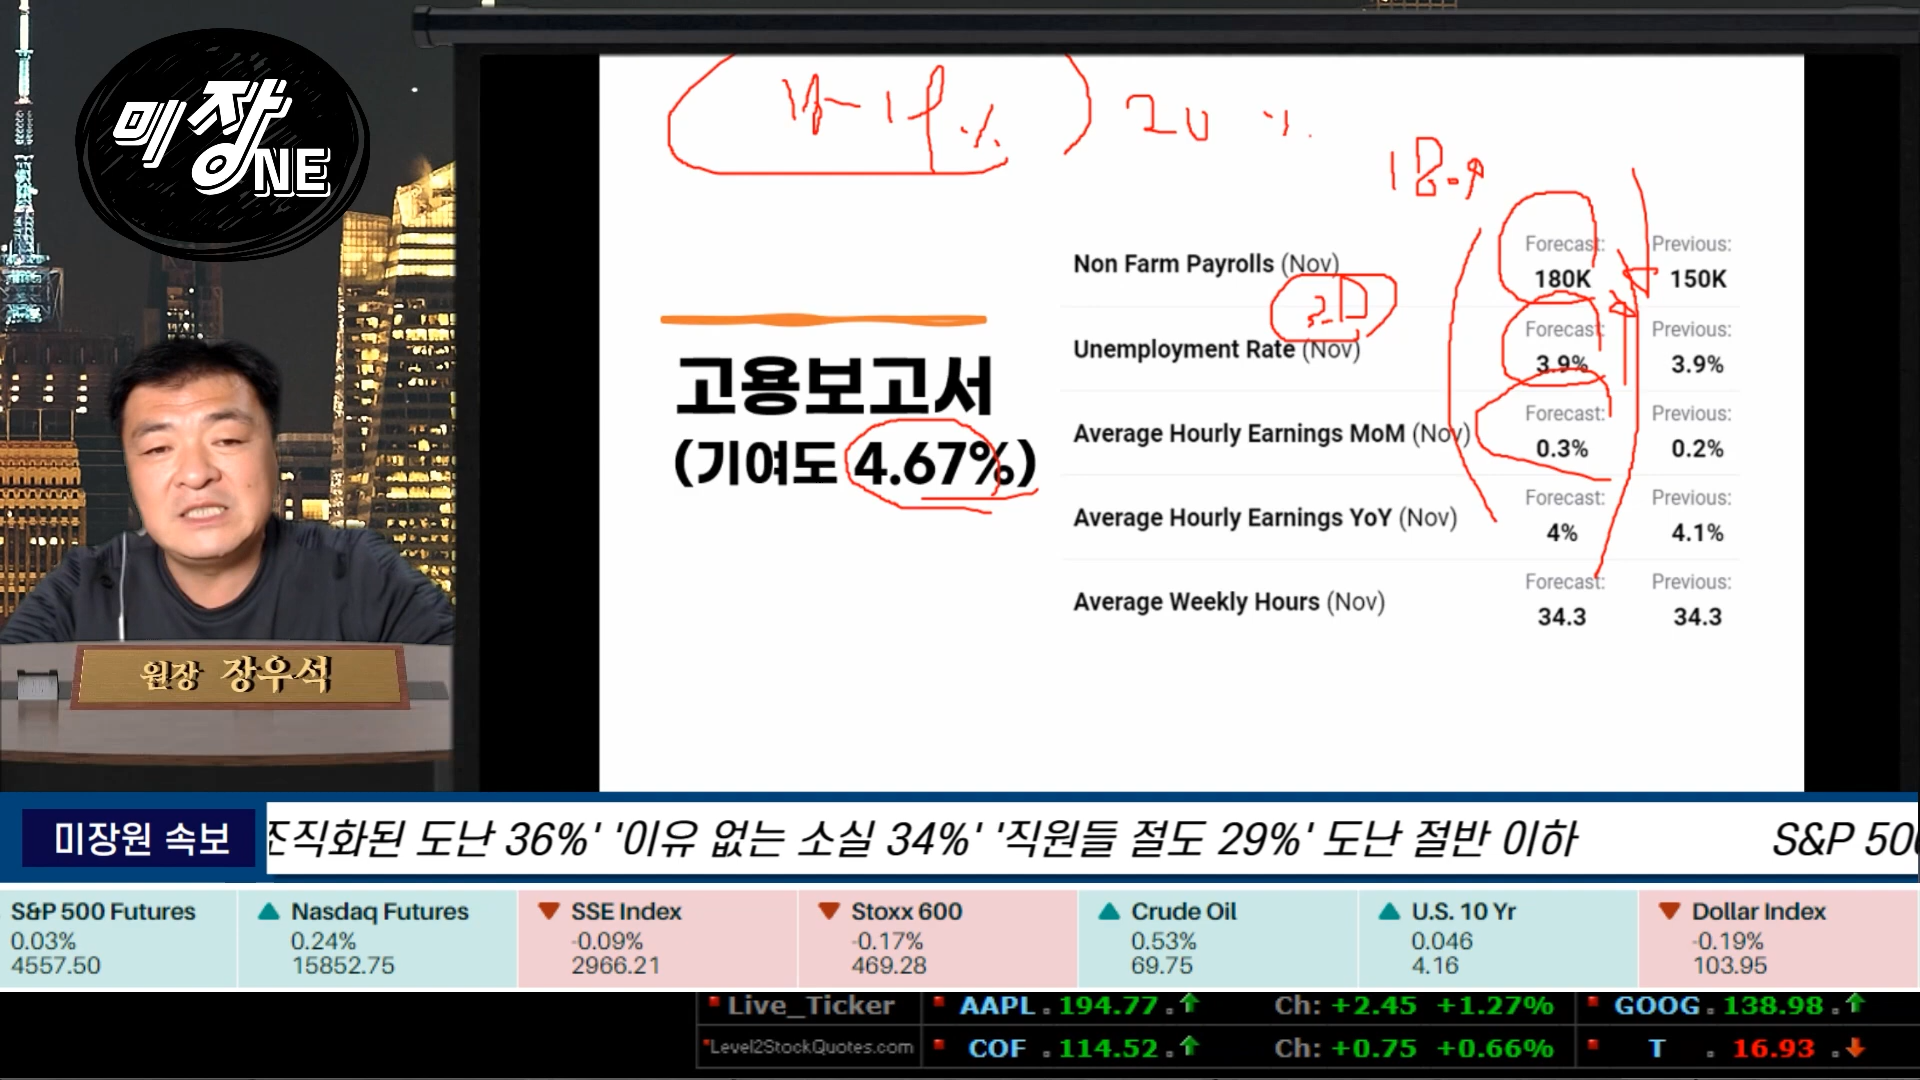 미장NE
20 %
Non Farm Payrolls (Nov)
Forecast:
180K
Previous:
150K
Unemployment Rate (Nov)
Forecast:
3.9%
Previous:
3.9%
고용보고서
(기여도 4.67%)
Average Hourly Earnings MoM (Nov)
Forecast:
0.3%
Previous:
0.2%
Average Hourly Earnings YoY (Nov)
Forecast:
4%
Previous:
4.1%
Average Weekly Hours (Nov)
Forecast:
34.3
Previous:
34.3
원장 장우석
미장원 속보
조직화된 도난 36%' '이유 없는 소실 34%' '직원들 절도 29%' 도난 절반 이하 S&P 500
S&P 500 Futures
0.03%
4557.50
Nasdaq Futures
0.24%
15852.75
SSE Index
-0.09%
2966.21
Stoxx 600
-0.17%
469.28
Crude Oil
0.53%
69.75
U.S. 10 Yr
0.046
4.16
Dollar Index
-0.19%
103.95
Live_Ticker AAPL . 194.77 . Ch: +2.45 +1.27% GOOG . 138.98 .
Level2StockQuotes.com COF . 114.52 . Ch: +0.75 +0.66% T . 16.93 .